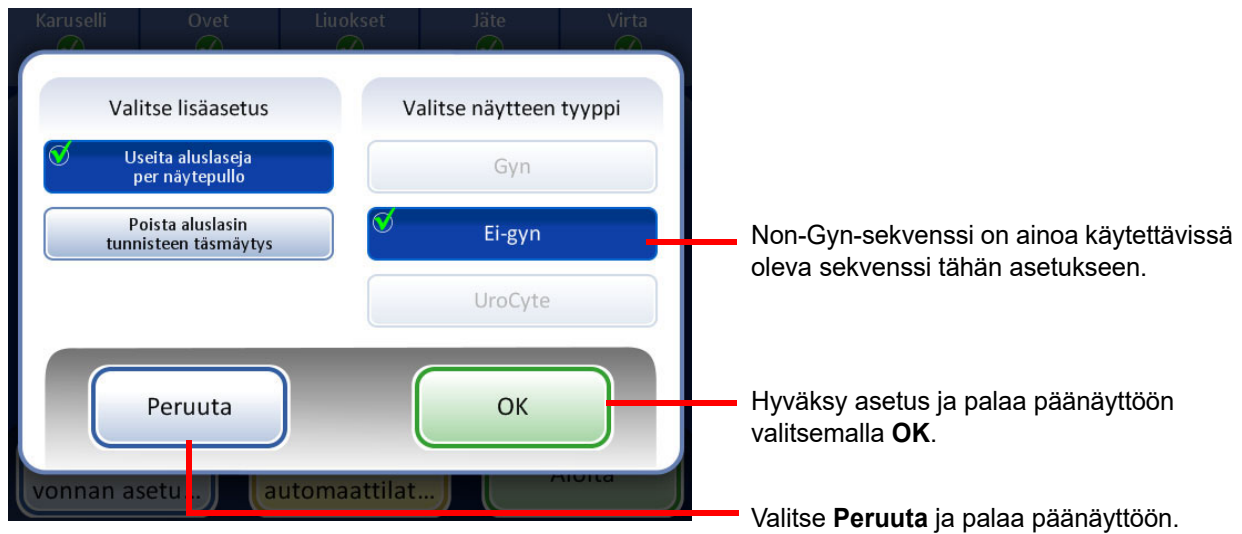 Karuselli Ovet Liuokset Jäte Virta
Valitse lisäasetus
Valitse näytteen tyyppi
Useita aluslaseja
per näytepullo
Poista aluslasin
tunnisteen täsmäytys
Gyn
Ei-gyn
UroCyte
Peruuta
OK
vonnan asetu...
automaattilat...
Aloita
Non-Gyn-sekvenssi on ainoa käytettävissä
oleva sekvenssi tähän asetukseen.
Hyväksy asetus ja palaa päänäyttöön
valitsemalla OK.
Valitse Peruuta ja palaa päänäyttöön.